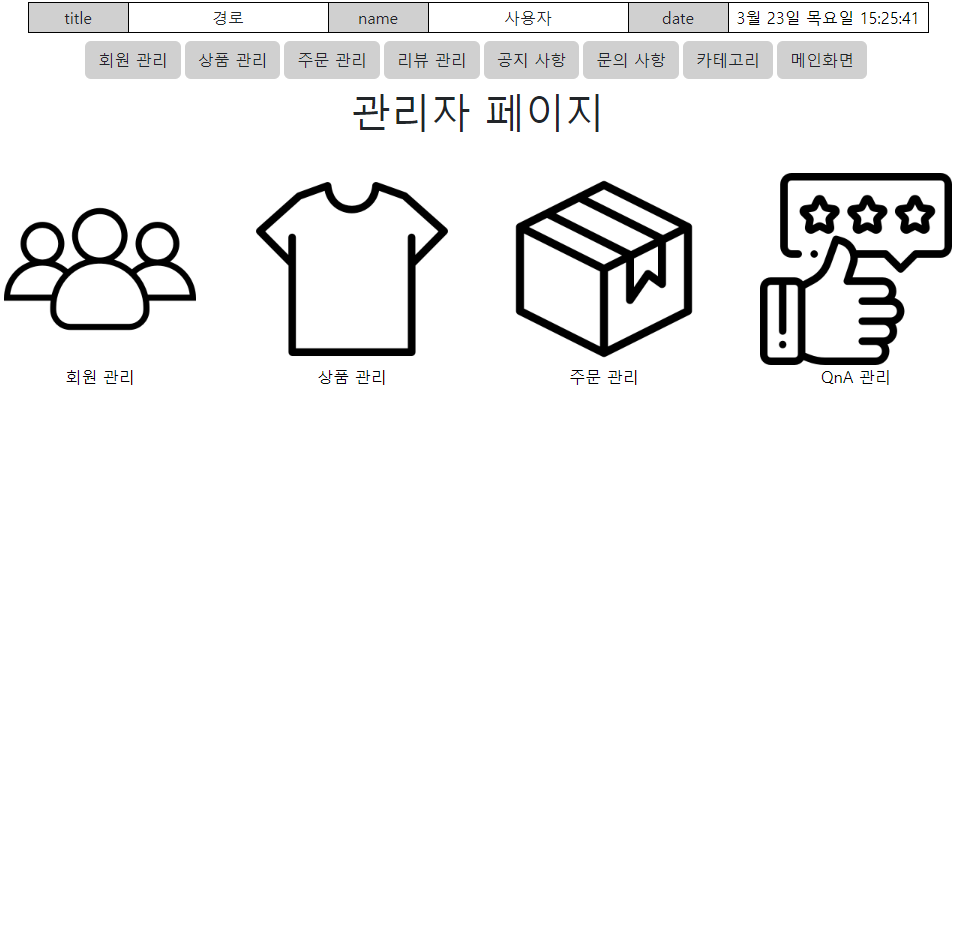 title 경로 name 사용자 date 3월 23일 목요일 15:25:41
회원 관리 상품 관리 주문 관리 리뷰 관리 공지 사항 문의 사항 카테고리 메인화면
관리자 페이지
회원 관리 상품 관리 주문 관리 QnA 관리